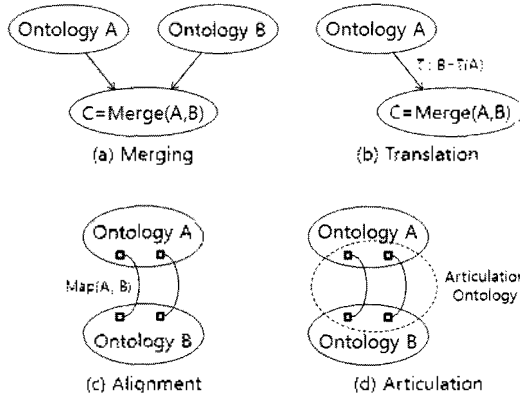 Ontology A
Ontology B
C=Merge(A,B)
(a) Merging
Ontology A
T : B=T(A)
C=Merge(A,B)
(b) Translation
Ontology A
Map(A, B)
Ontology B
(c) Alignment
Ontology A
Articulation
Ontology
Ontology B
(d) Articulation